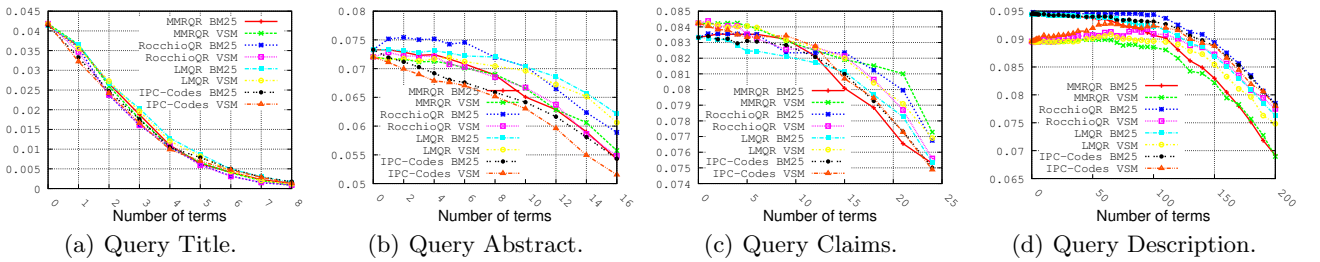 0.045
0.04
0.035
0.03
0.025
0.02
0.015
0.01
0.005
0
MMRQR BM25
MMRQR VSM
RocchioQR BM25
RocchioQR VSM
LMQR BM25
LMQR VSM
IPC-Codes BM25
IPC-Codes VSM
0 1 2 3 4 5 6 7 8
Number of terms
(a) Query Title.
0.08
0.075
0.07
0.065
0.06
0.055
0.05
MMRQR BM25
MMRQR VSM
RocchioQR BM25
RocchioQR VSM
LMQR BM25
LMQR VSM
IPC-Codes BM25
IPC-Codes VSM
0 2 4 6 8 10 12 14 16
Number of terms
(b) Query Abstract.
0.085
0.084
0.083
0.082
0.081
0.08
0.079
0.078
0.077
0.076
0.075
0.074
MMRQR BM25
MMRQR VSM
RocchioQR BM25
RocchioQR VSM
LMQR BM25
LMQR VSM
IPC-Codes BM25
IPC-Codes VSM
0 5 10 15 20 25
Number of terms
(c) Query Claims.
0.095
0.09
0.085
0.08
0.075
0.07
0.065
MMRQR BM25
MMRQR VSM
RocchioQR BM25
RocchioQR VSM
LMQR BM25
LMQR VSM
IPC-Codes BM25
IPC-Codes VSM
0 50 100 150 200
Number of terms
(d) Query Description.